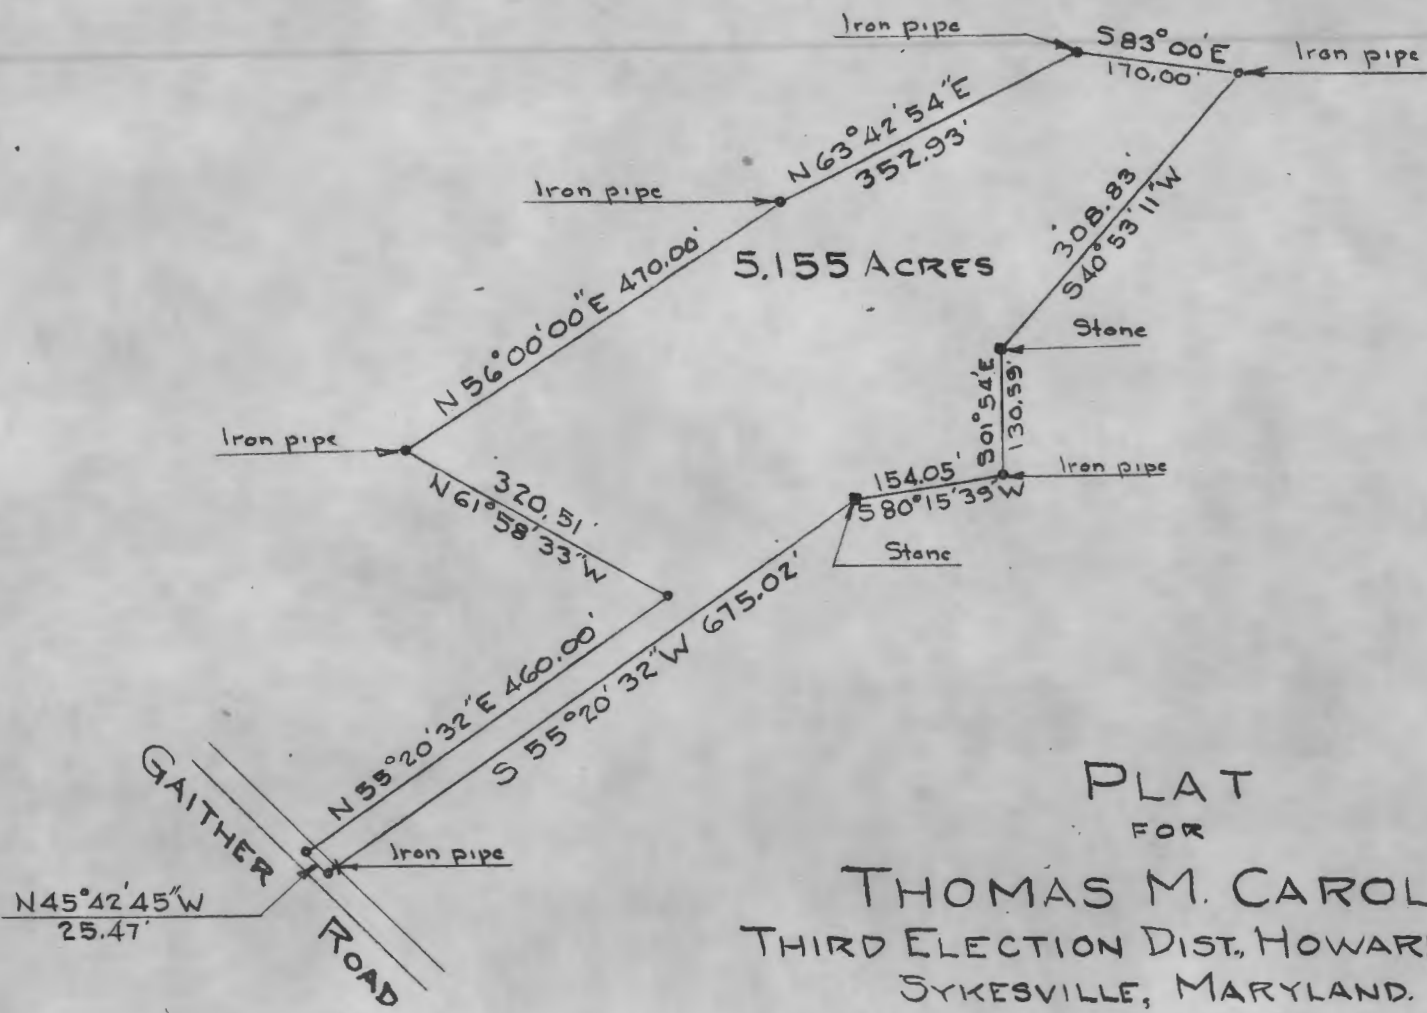 Iron pipe
S83°00'E
170.00'
Iron pipe
N63°42'54"E
352.93'
Iron pipe
308.83'
S40°53'11"W
5.155 ACRES
N56°00'00"E 470.00'
Stone
S01°54'E
130.59'
Iron pipe
Iron pipe
320.51'
N61°58'33"W
154.05'
S80°15'39"W
Stone
N55°20'32"E 460.00'
S 55°20'32"W 675.02'
GAITHER
ROAD
Iron pipe
N45°42'45"W
25.47'
PLAT
FOR
THOMAS M. CAROL
THIRD ELECTION DIST., HOWAR
SYKESVILLE, MARYLAND.